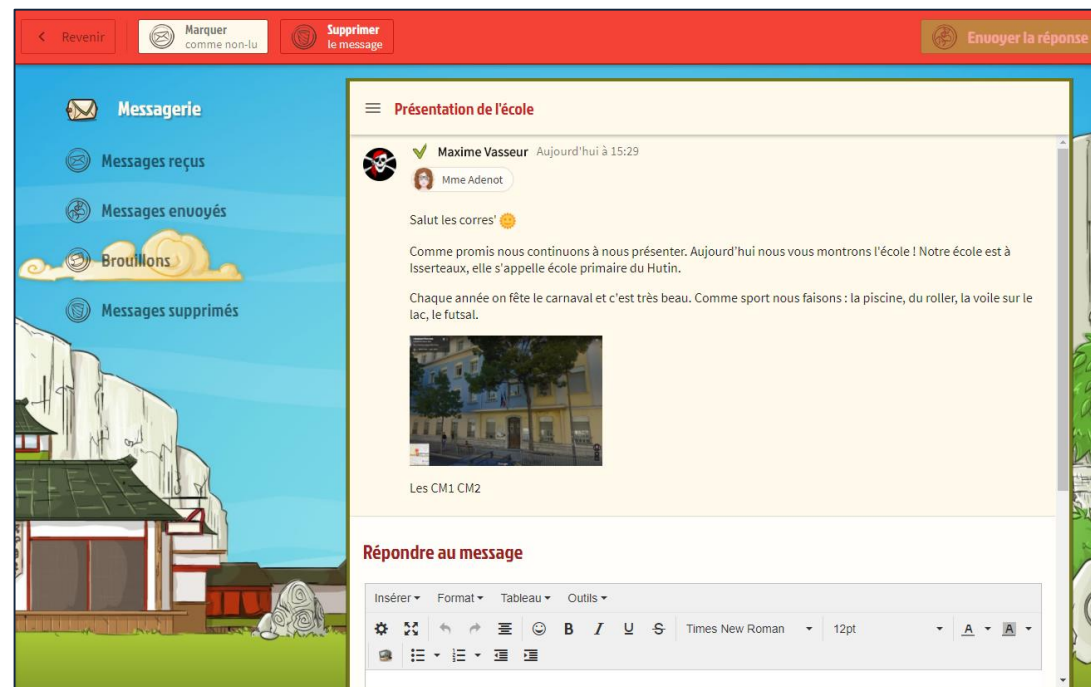 Revenir
Marquer
comme non-lu
Supprimer
le message
Envoyer la réponse
Messagerie
Messages reçus
Messages envoyés
Brouillons
Messages supprimés
Présentation de l'école
Maxime Vasseur Aujourd'hui à 15:29
Mme Adenot
Salut les corres'
Comme promis nous continuons à nous présenter. Aujourd'hui nous vous montrons l'école ! Notre école est à
Isserteaux, elle s'appelle école primaire du Hutin.
Chaque année on fête le carnaval et c'est très beau. Comme sport nous faisons : la piscine, du roller, la voile sur le
lac, le futsal.
Les CM1 CM2
Répondre au message
Insérer Format Tableau Outils
B I U S Times New Roman 12pt A A